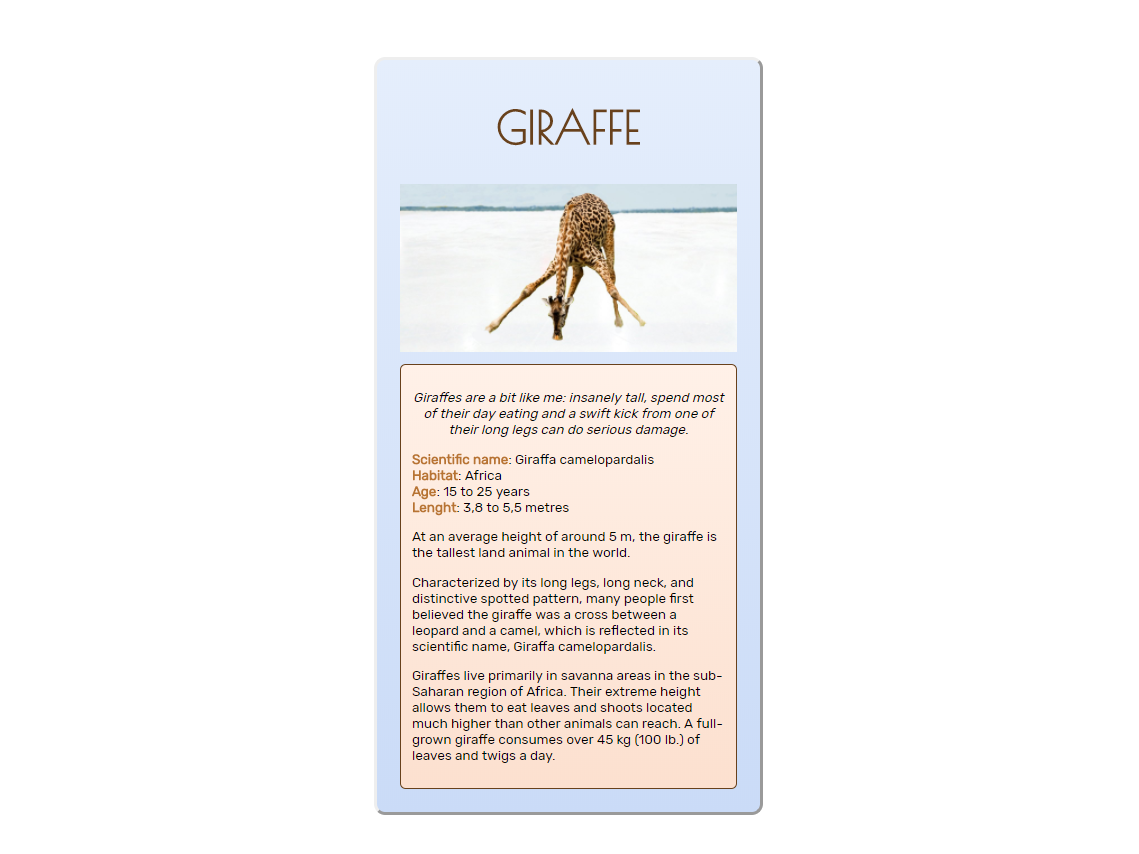 GIRAFFE
Giraffes are a bit like me: insanely tall, spend most
of their day eating and a swift kick from one of
their long legs can do serious damage.
Scientific name: Giraffa camelopardalis
Habitat: Africa
Age: 15 to 25 years
Lenght: 3,8 to 5,5 metres
At an average height of around 5 m, the giraffe is
the tallest land animal in the world.
Characterized by its long legs, long neck, and
distinctive spotted pattern, many people first
believed the giraffe was a cross between a
leopard and a camel, which is reflected in its
scientific name, Giraffa camelopardalis.
Giraffes live primarily in savanna areas in the sub-
Saharan region of Africa. Their extreme height
allows them to eat leaves and shoots located
much higher than other animals can reach. A full-
grown giraffe consumes over 45 kg (100 lb.) of
leaves and twigs a day.